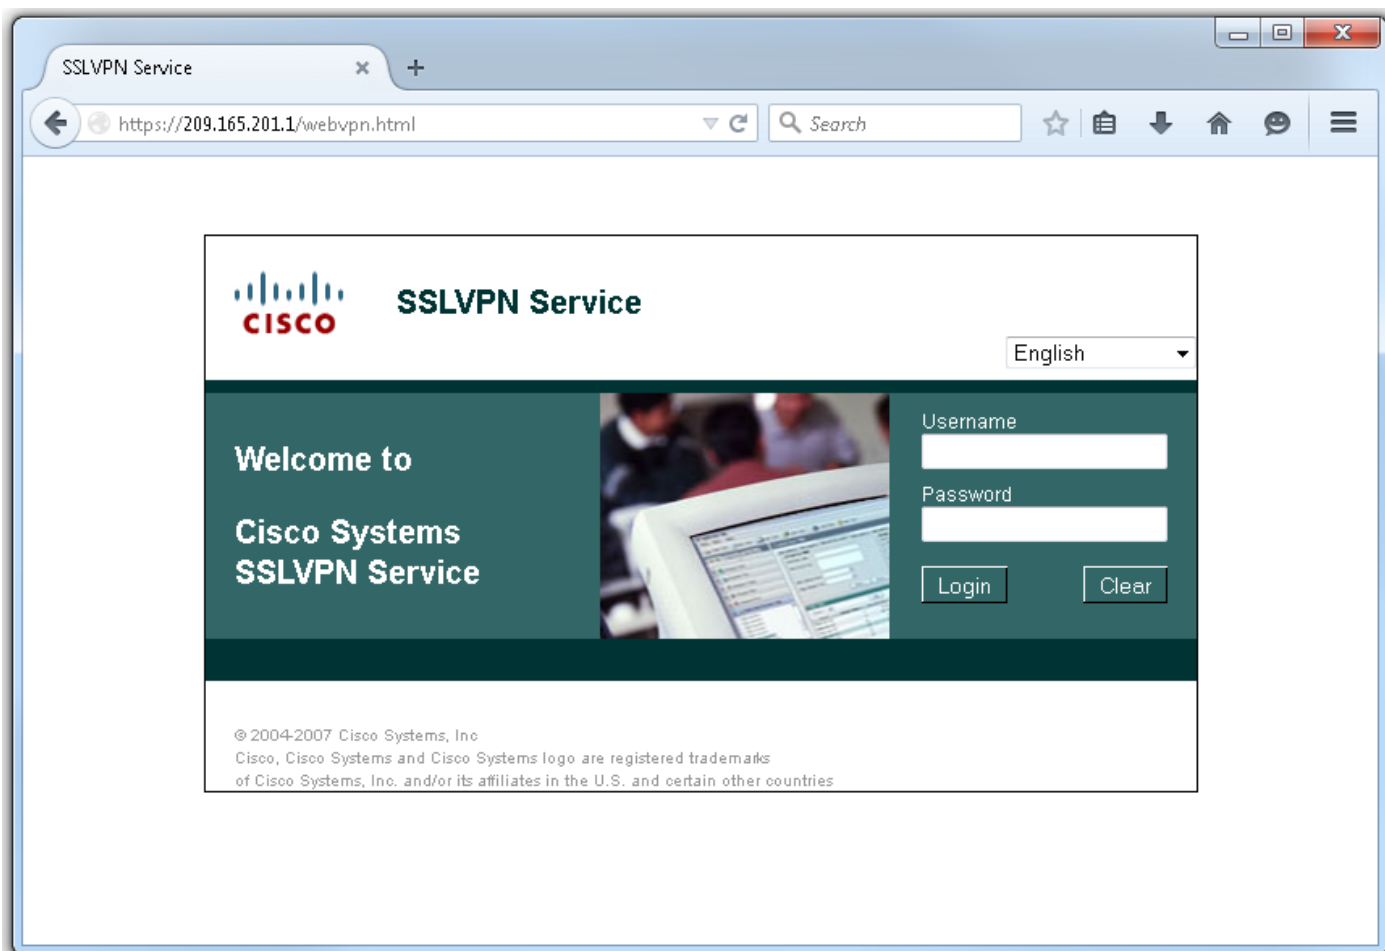 SSLVPN Service
https://209.165.201.1/webvpn.html
Search
CISCO
SSLVPN Service
English
Welcome to
Cisco Systems
SSLVPN Service
Username
Password
Login
Clear
© 2004-2007 Cisco Systems, Inc
Cisco, Cisco Systems and Cisco Systems logo are registered trademarks
of Cisco Systems, Inc. and/or its affiliates in the U.S. and certain other countries